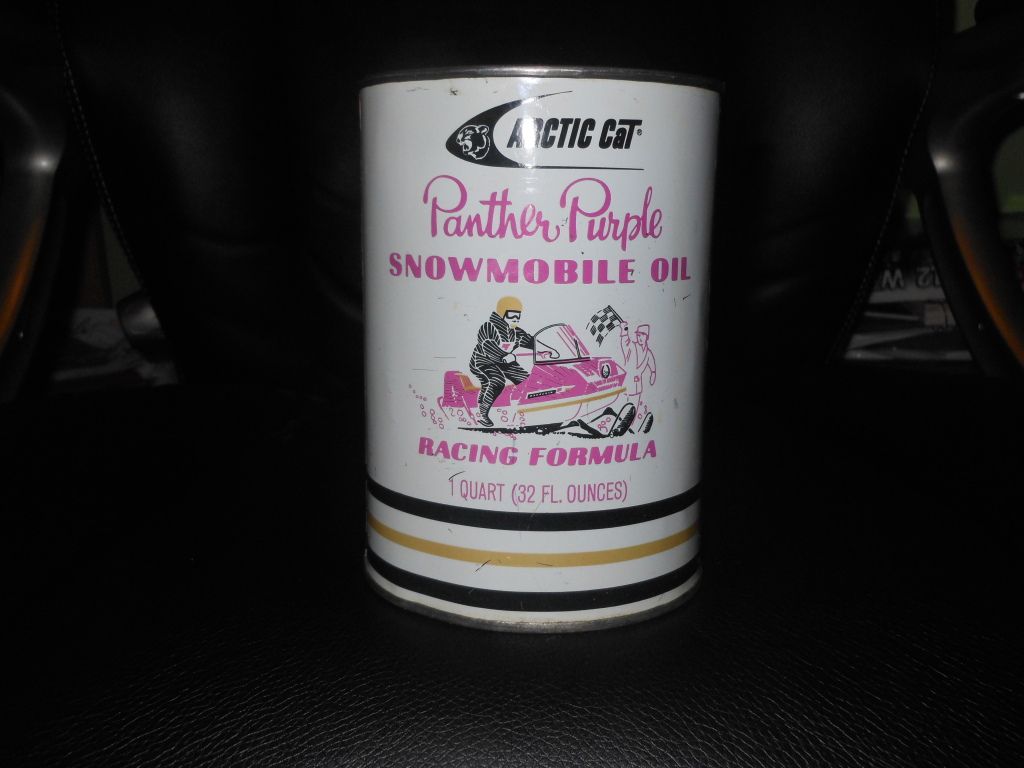 ARCTIC CaT®
Panther Purple
SNOWMOBILE OIL
RACING FORMULA
1 QUART (32 FL. OUNCES)